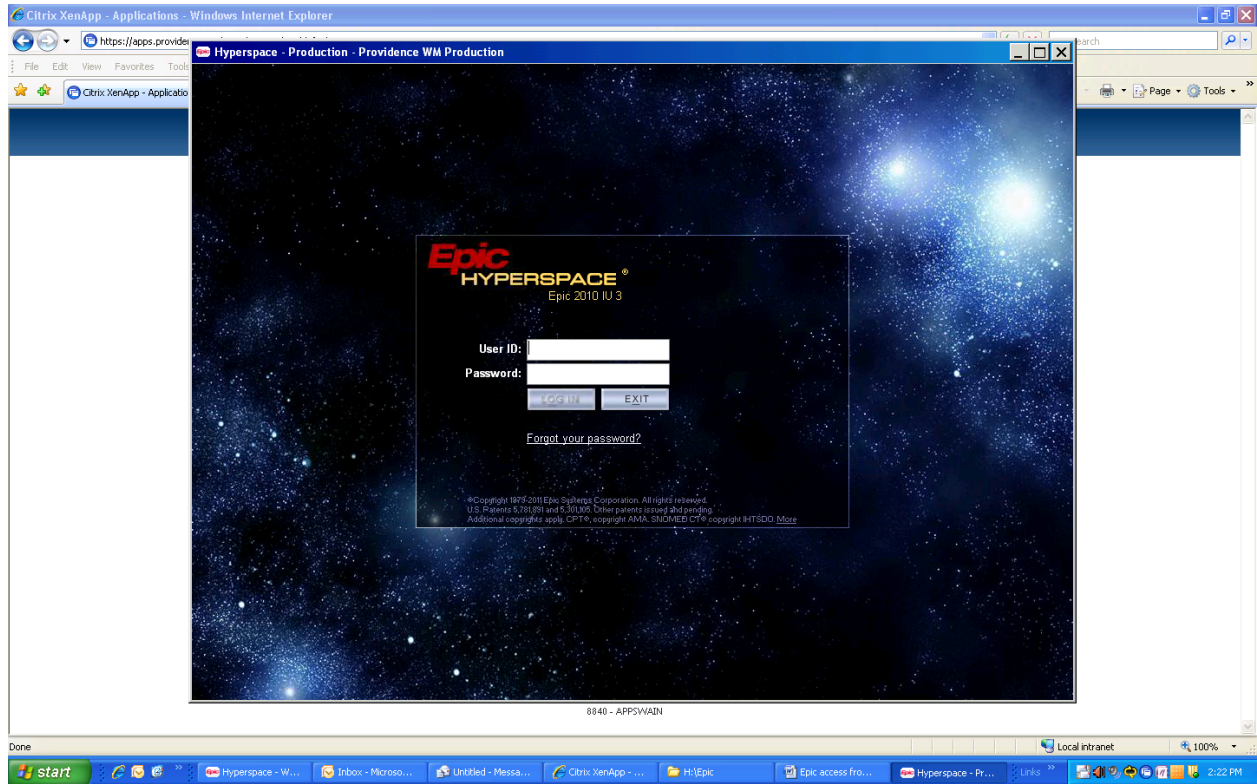 Citrix XenApp - Applications - Windows Internet Explorer
https://apps.provide
earch
File Edit View Favorites Tools
Citrix XenApp - Applicatio
Page Tools
Hyperspace - Production - Providence WM Production
Epic
HYPERSPACE®
Epic 2010 IU 3
User ID:
Password:
LOG IN EXIT
Forgot your password?
©Copyright 1979-2011 Epic Systems Corporation. All rights reserved.
U.S. Patents 5,781,891 and 5,301,105. Other patents issued and pending.
Additional copyrights apply. CPT®, copyright AMA. SNOMED CT® copyright IHTSDO. More
8840 - APPSWAIN
Done
Local intranet 100%
start
Hyperspace - W...
Inbox - Microso...
Untitled - Messa...
Citrix XenApp - ...
H:\Epic
Epic access fro...
Hyperspace - Pr...
Links
2:22 PM